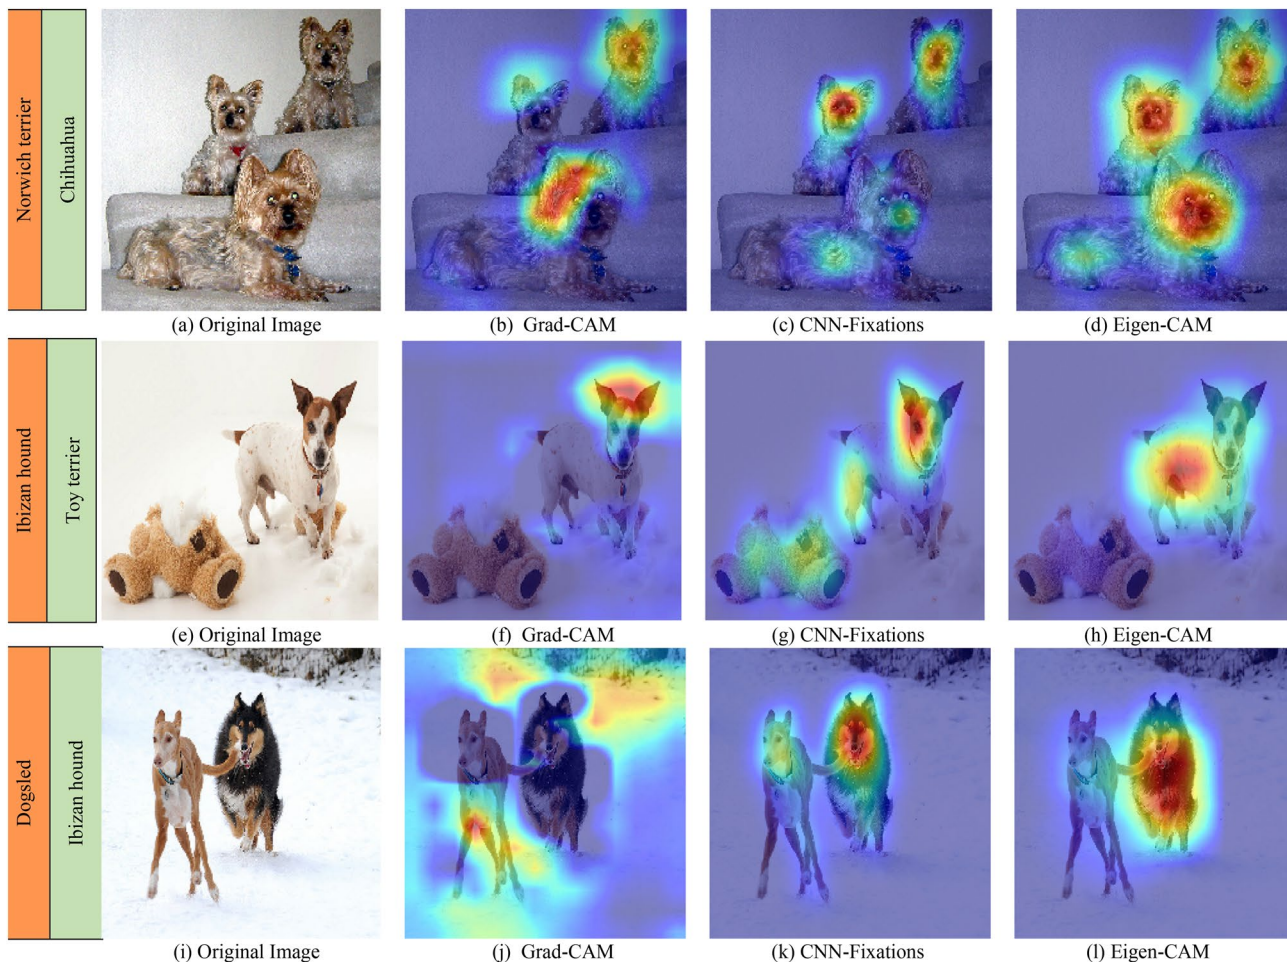 Norwich terrier
Chihuahua
(a) Original Image
(b) Grad-CAM
(c) CNN-Fixations
(d) Eigen-CAM
Ibizan hound
Toy terrier
(e) Original Image
(f) Grad-CAM
(g) CNN-Fixations
(h) Eigen-CAM
Dogsled
Ibizan hound
(i) Original Image
(j) Grad-CAM
(k) CNN-Fixations
(l) Eigen-CAM